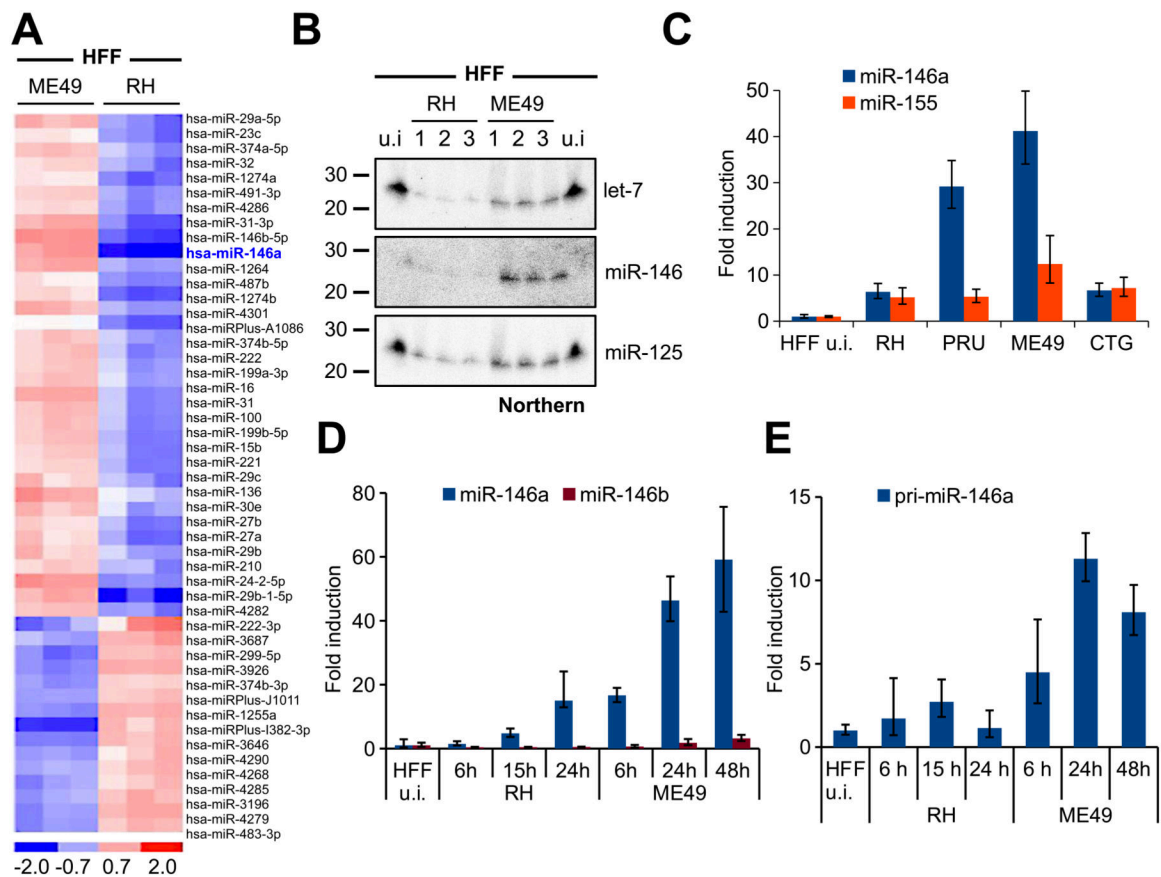 A
HFF
ME49 RH
hsa-miR-29a-5p
hsa-miR-23c
hsa-miR-374a-5p
hsa-miR-32
hsa-miR-1274a
hsa-miR-491-3p
hsa-miR-4286
hsa-miR-31-3p
hsa-miR-146b-5p
hsa-miR-146a
hsa-miR-1264
hsa-miR-487b
hsa-miR-1274b
hsa-miR-4301
hsa-miRPlus-A1086
hsa-miR-374b-5p
hsa-miR-222
hsa-miR-199a-3p
hsa-miR-16
hsa-miR-31
hsa-miR-100
hsa-miR-199b-5p
hsa-miR-15b
hsa-miR-221
hsa-miR-29c
hsa-miR-136
hsa-miR-30e
hsa-miR-27b
hsa-miR-27a
hsa-miR-29b
hsa-miR-210
hsa-miR-24-2-5p
hsa-miR-29b-1-5p
hsa-miR-4282
hsa-miR-222-3p
hsa-miR-3687
hsa-miR-299-5p
hsa-miR-3926
hsa-miR-374b-3p
hsa-miRPlus-J1011
hsa-miR-1255a
hsa-miRPlus-I382-3p
hsa-miR-3646
hsa-miR-4290
hsa-miR-4268
hsa-miR-4285
hsa-miR-3196
hsa-miR-4279
hsa-miR-483-3p
-2.0 -0.7 0.7 2.0
B
HFF
RH ME49
u.i 1 2 3 1 2 3 u.i
30
20
let-7
30
20
miR-146
30
20
miR-125
Northern
C
miR-146a
miR-155
Fold induction
50
40
30
20
10
0
HFF u.i. RH PRU ME49 CTG
D
miR-146a miR-146b
Fold induction
80
60
40
20
0
HFF 6h 15h 24h 6h 24h 48h
u.i. RH ME49
E
pri-miR-146a
Fold induction
15
10
5
0
HFF 6 h 15 h 24 h 6 h 24h 48h
u.i. RH ME49